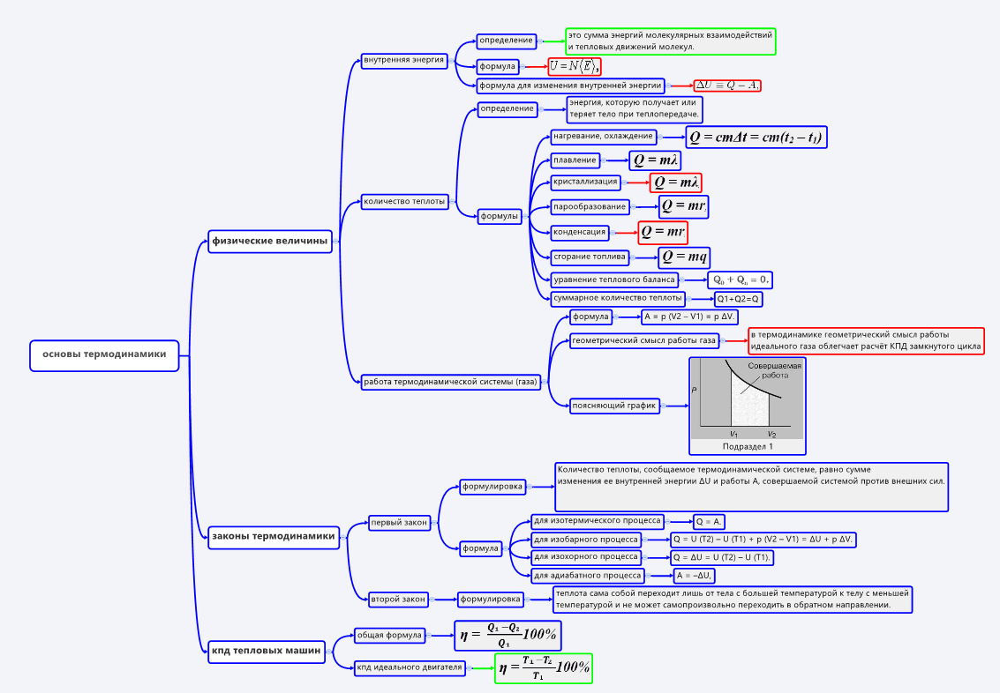 основы термодинамики
физические величины
внутренняя энергия
определение
это сумма энергий молекулярных взаимодействий
и тепловых движений молекул.
формула
U = N⟨E⟩,
формула для изменения внутренней энергии
ΔU ≡ Q − A,
количество теплоты
определение
энергия, которую получает или
теряет тело при теплопередаче.
формулы
нагревание, охлаждение
Q = cmΔt = cm(t₂ − t₁)
плавление
Q = mλ
кристаллизация
Q = mλ
парообразование
Q = mr,
конденсация
Q = mr
сгорание топлива
Q = mq
уравнение теплового баланса
Q₀ + Qₙ = 0.
суммарное количество теплоты
Q1+Q2=Q
работа термодинамической системы (газа)
формула
A = p (V2 – V1) = p ΔV.
геометрический смысл работы газа
в термодинамике геометрический смысл работы
идеального газа облегчает расчёт КПД замкнутого цикла
поясняющий график
Совершаемая
работа
P
V₁ V₂
Подраздел 1
законы термодинамики
первый закон
формулировка
Количество теплоты, сообщаемое термодинамической системе, равно сумме
изменения ее внутренней энергии ΔU и работы А, совершаемой системой против внешних сил.
формула
для изотермического процесса
Q = A.
для изобарного процесса
Q = U (T2) – U (T1) + p (V2 – V1) = ΔU + p ΔV.
для изохорного процесса
Q = ΔU = U (T2) – U (T1).
для адиабатного процесса
A = –ΔU,
второй закон
формулировка
теплота сама собой переходит лишь от тела с большей температурой к телу с меньшей
температурой и не может самопроизвольно переходить в обратном направлении.
кпд тепловых машин
общая формула
η = (Q₁ − Q₂)/Q₁ 100%
кпд идеального двигателя
η = (T₁ − T₂)/T₁ 100%